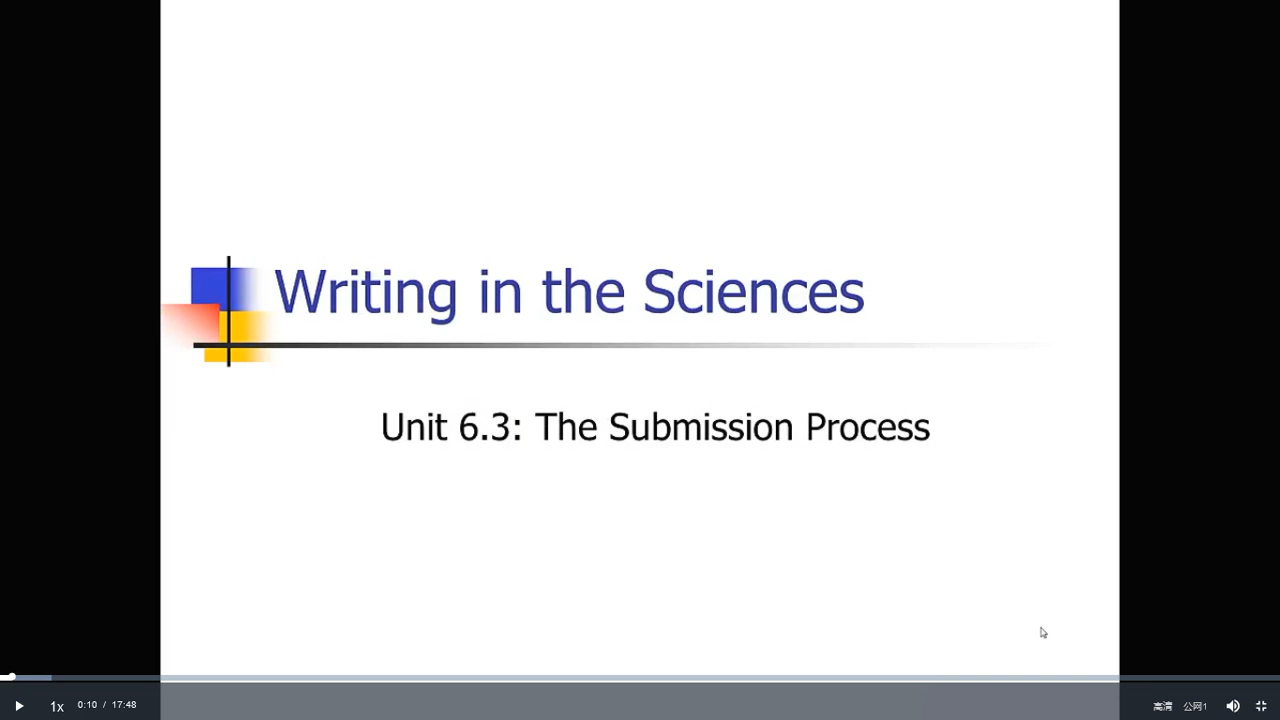 Writing in the Sciences
Unit 6.3: The Submission Process
1x 0:10 / 17:48 高清 公网1